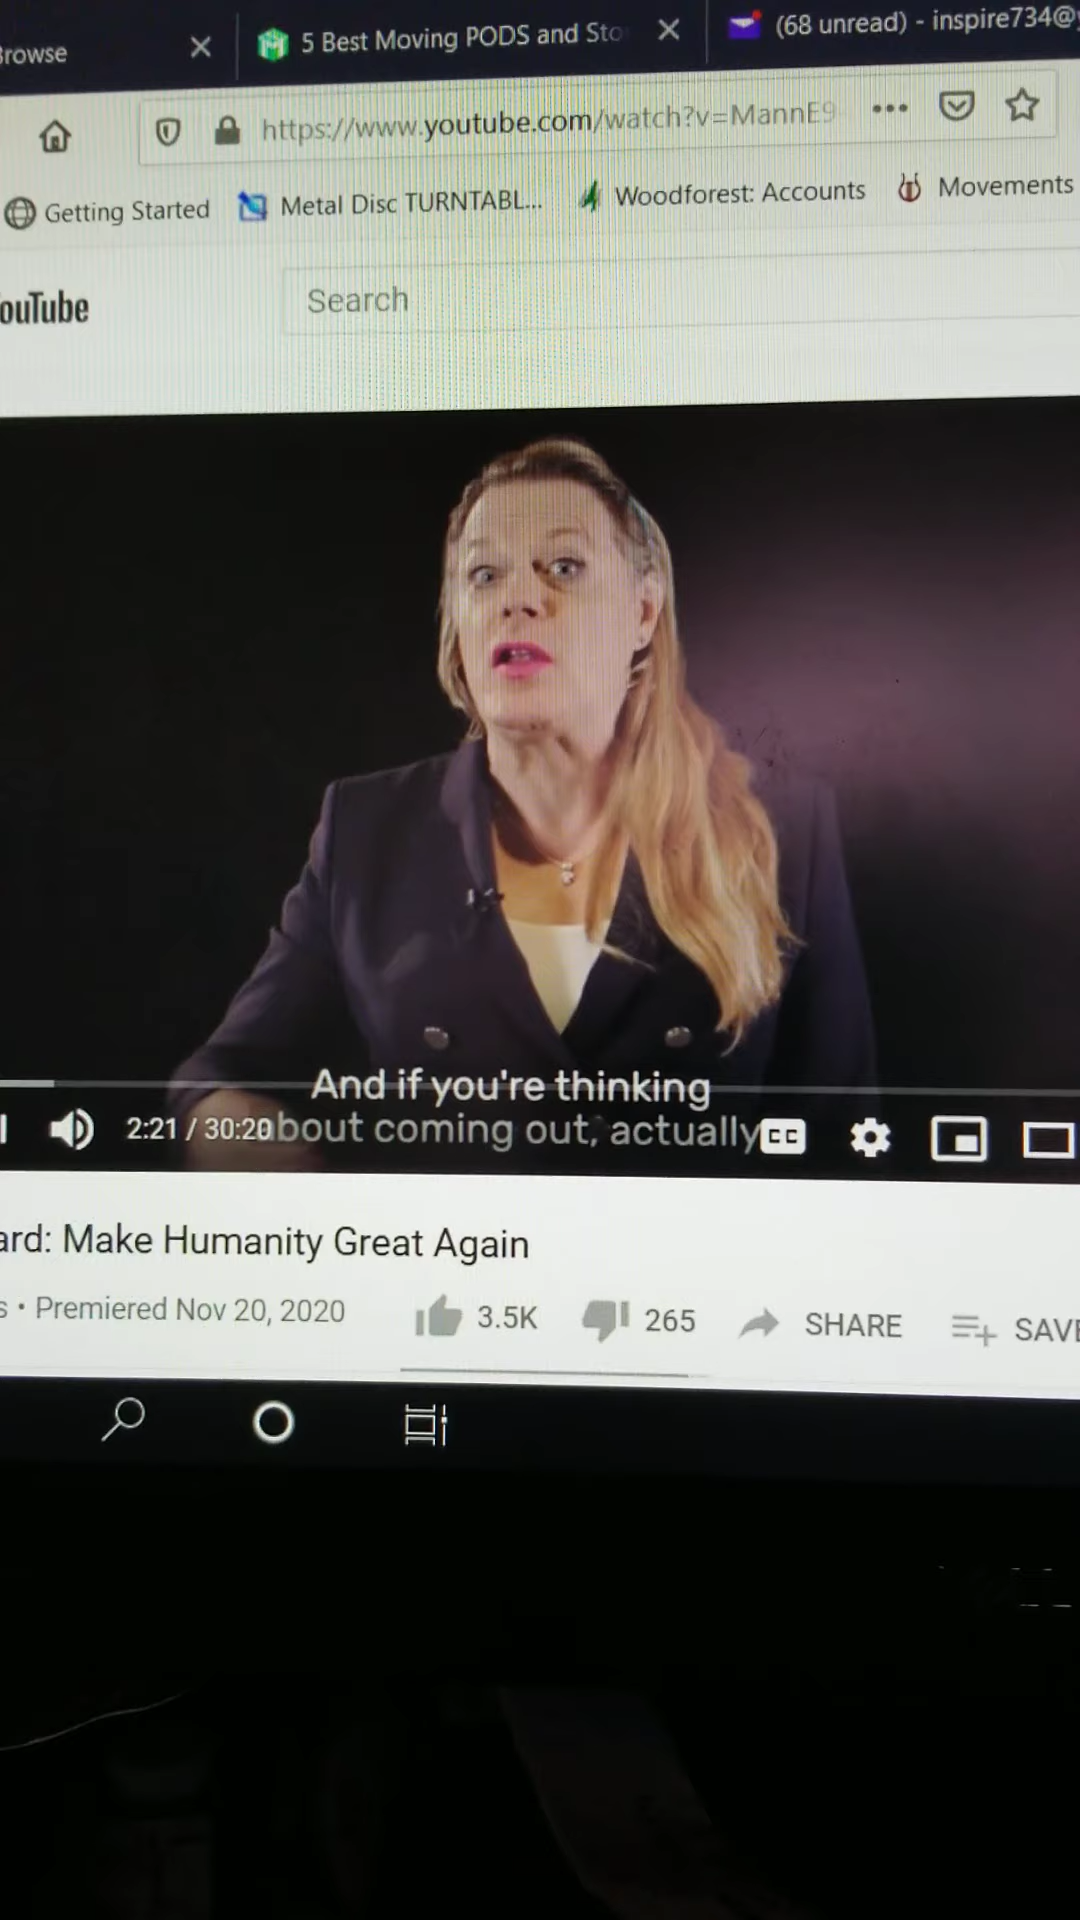 Browse
5 Best Moving PODS and Sto
(68 unread) - inspire734@
https://www.youtube.com/watch?v=MannE9
Getting Started
Metal Disc TURNTABL...
Woodforest: Accounts
Movements
ouTube
Search
And if you're thinking
2:21 / 30:20
bout coming out, actually
CC
ard: Make Humanity Great Again
s • Premiered Nov 20, 2020
3.5K
265
SHARE
SAVE